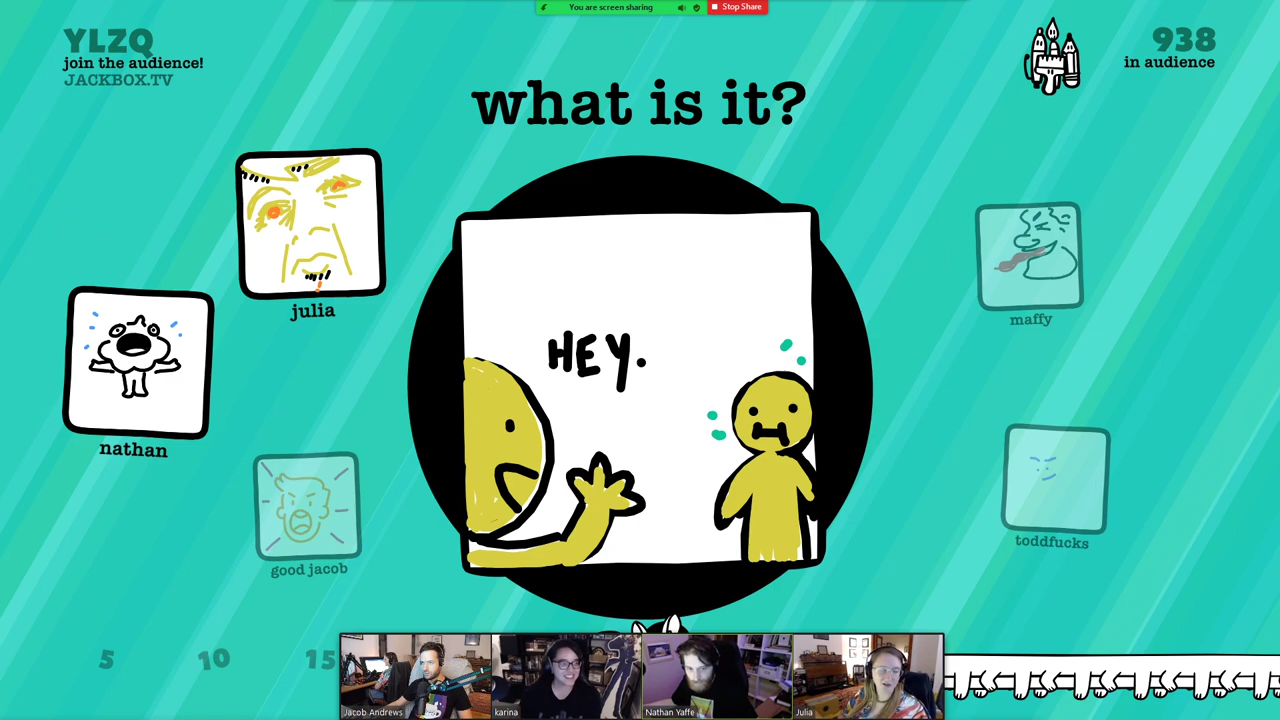 You are screen sharing
Stop Share
YLZQ
join the audience!
JACKBOX.TV
938
in audience
what is it?
HEY.
julia
nathan
good jacob
maffy
toddfucks
5 10 15
Jacob Andrews
karina
Nathan Yaffe
Julia